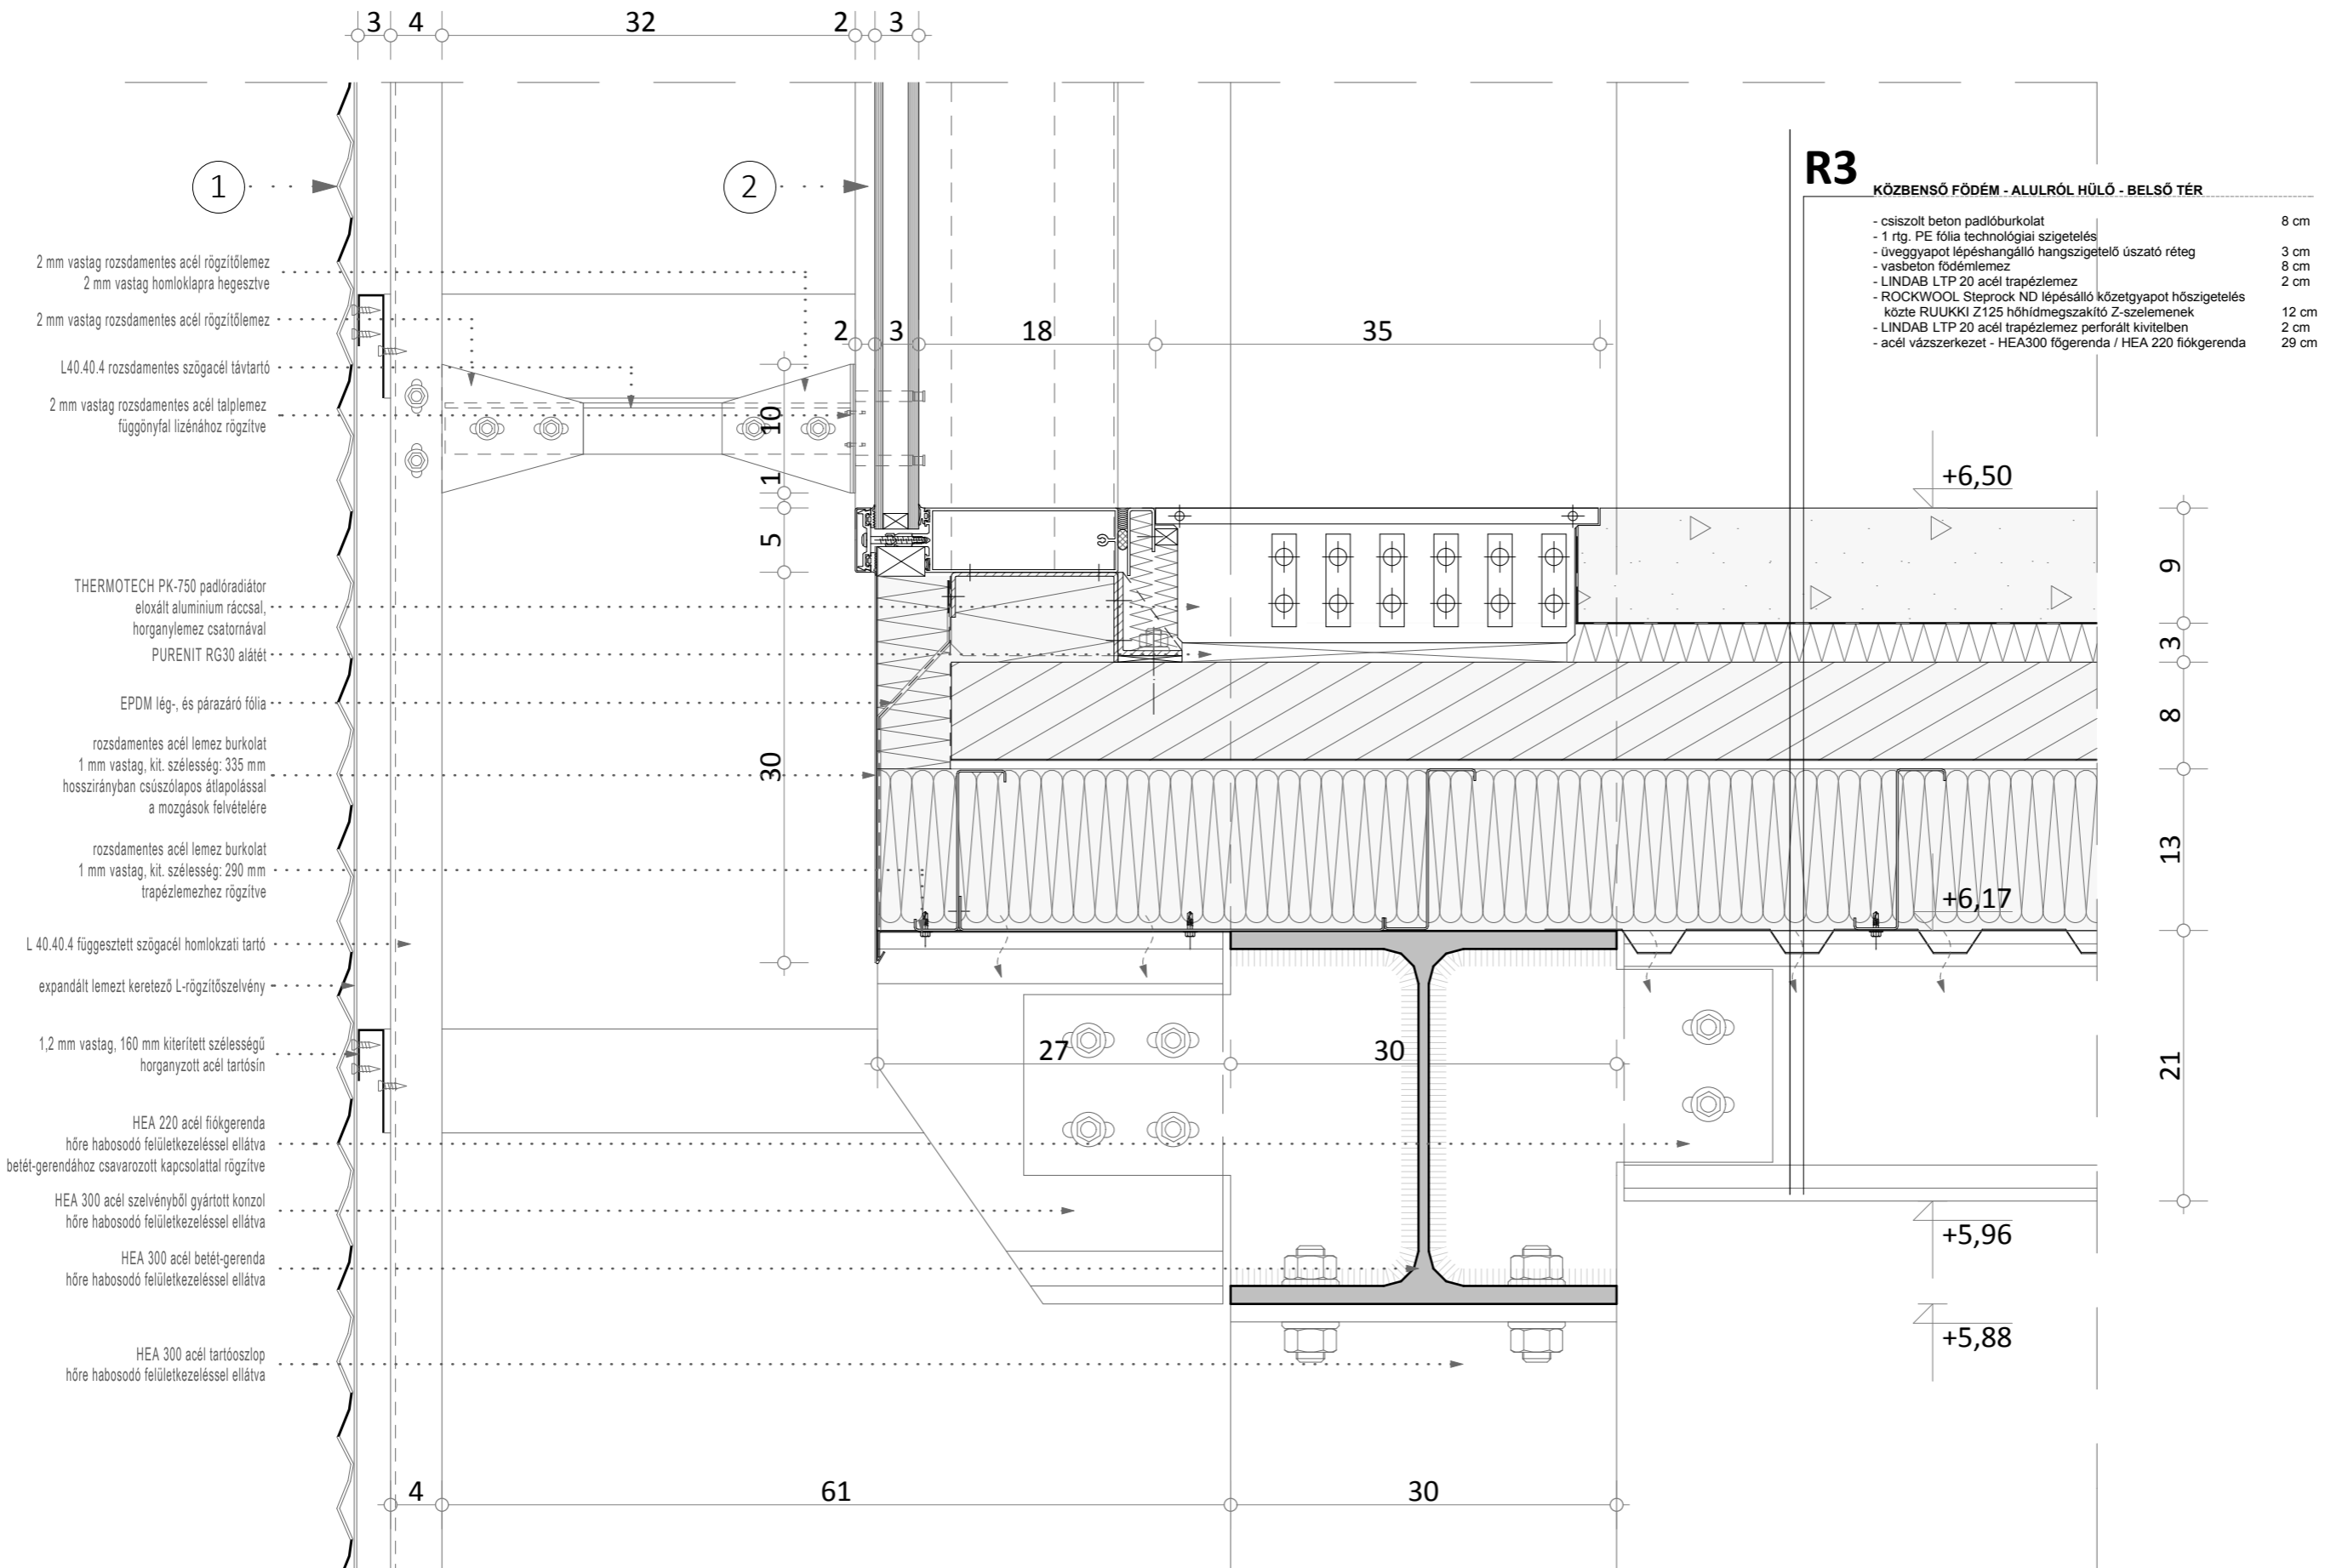 3 4 32 2 3
1
2
R3
KÖZBENSŐ FÖDÉM - ALULRÓL HŰLŐ - BELSŐ TÉR
- csiszolt beton padlóburkolat 8 cm
- 1 rtg. PE fólia technológiai szigetelés
- üveggyapot lépéshangálló hangszigetelő úszató réteg 3 cm
- vasbeton födémlemez 8 cm
- LINDAB LTP 20 acél trapézlemez 2 cm
- ROCKWOOL Steprock ND lépésálló kőzetgyapot hőszigetelés
közte RUUKKI Z125 hőhídmegszakító Z-szelemenek 12 cm
- LINDAB LTP 20 acél trapézlemez perforált kivitelben 2 cm
- acél vázszerkezet - HEA300 főgerenda / HEA 220 fiókgerenda 29 cm
2 mm vastag rozsdamentes acél rögzítőlemez
2 mm vastag homloklapra hegesztve
2 mm vastag rozsdamentes acél rögzítőlemez
L40.40.4 rozsdamentes szögacél távtartó
2 mm vastag rozsdamentes acél talplemez
függönyfal lizénához rögzítve
2 3 18 35
10
1
5
30
+6,50
THERMOTECH PK-750 padlóradiátor
eloxált alumínium ráccsal,
horganylemez csatornával
PURENIT RG30 alátét
EPDM lég-, és párazáró fólia
rozsdamentes acél lemez burkolat
1 mm vastag, kit. szélesség: 335 mm
hosszirányban csúszólapos átlapolással
a mozgások felvételére
rozsdamentes acél lemez burkolat
1 mm vastag, kit. szélesség: 290 mm
trapézlemezhez rögzítve
L 40.40.4 függesztett szögacél homlokzati tartó
expandált lemezt keretező L-rögzítőszelvény
1,2 mm vastag, 160 mm kiterített szélességű
horganyzott acél tartósín
HEA 220 acél fiókgerenda
hőre habosodó felületkezeléssel ellátva
betét-gerendához csavarozott kapcsolattal rögzítve
HEA 300 acél szelvényből gyártott konzol
hőre habosodó felületkezeléssel ellátva
HEA 300 acél betét-gerenda
hőre habosodó felületkezeléssel ellátva
HEA 300 acél tartóoszlop
hőre habosodó felületkezeléssel ellátva
9
3
8
13
21
+6,17
27 30
+5,96
+5,88
4 61 30